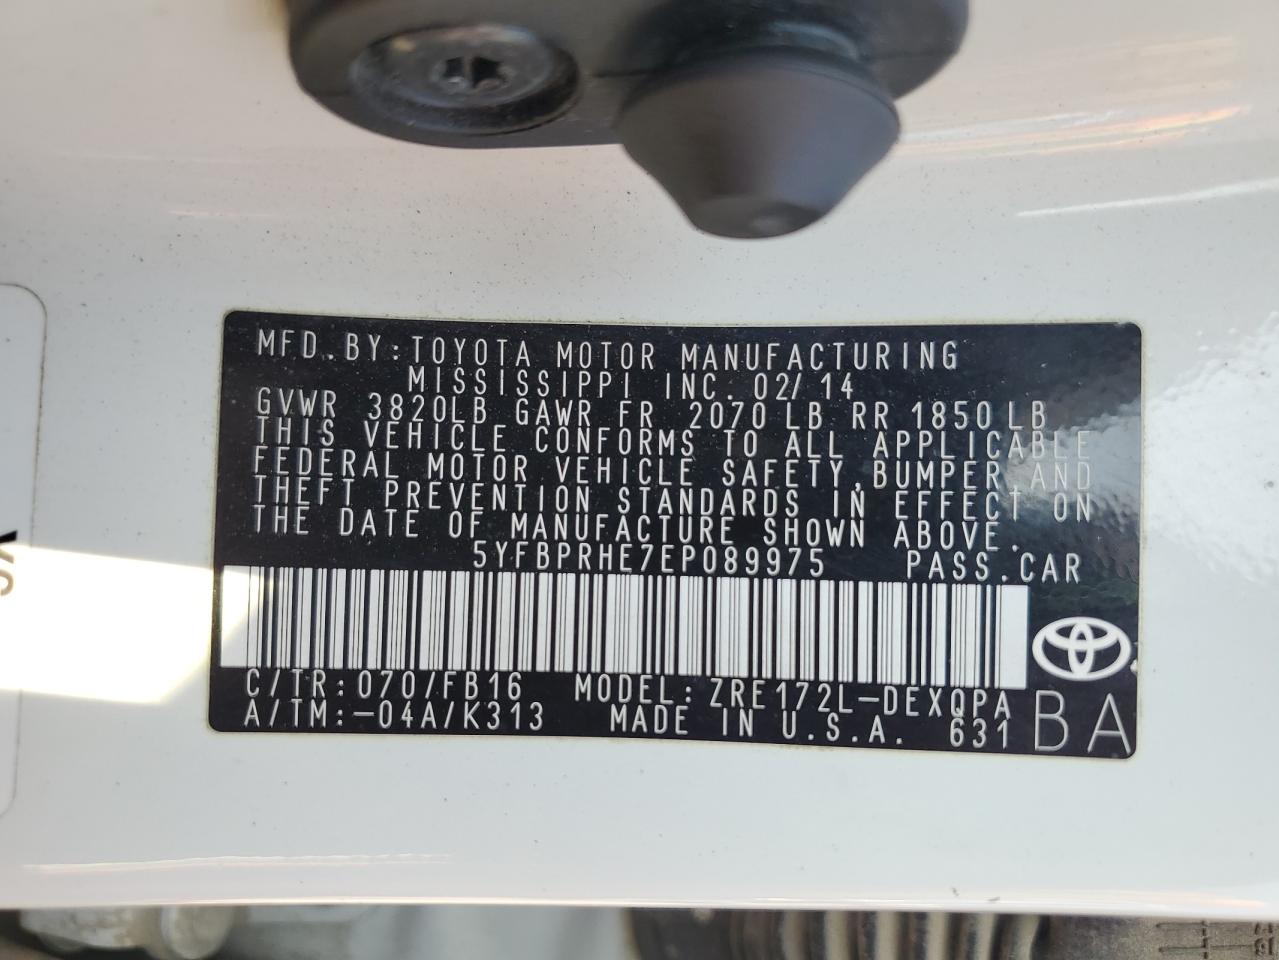 MFD.BY:TOYOTA MOTOR MANUFACTURING
MISSISSIPPI INC. 02/14
GVWR 3820LB GAWR FR 2070LB RR 1850LB
THIS VEHICLE CONFORMS TO ALL APPLICABLE
FEDERAL MOTOR VEHICLE SAFETY,BUMPER,AND
THEFT PREVENTION STANDARDS IN EFFECT ON
THE DATE OF MANUFACTURE SHOWN ABOVE.
5YFBPRHE7EP089975 PASS.CAR
C/TR:070/FB16 MODEL:ZRE172L-DEXQPA
A/TM:-04A/K313 MADE IN U.S.A. 631
BA